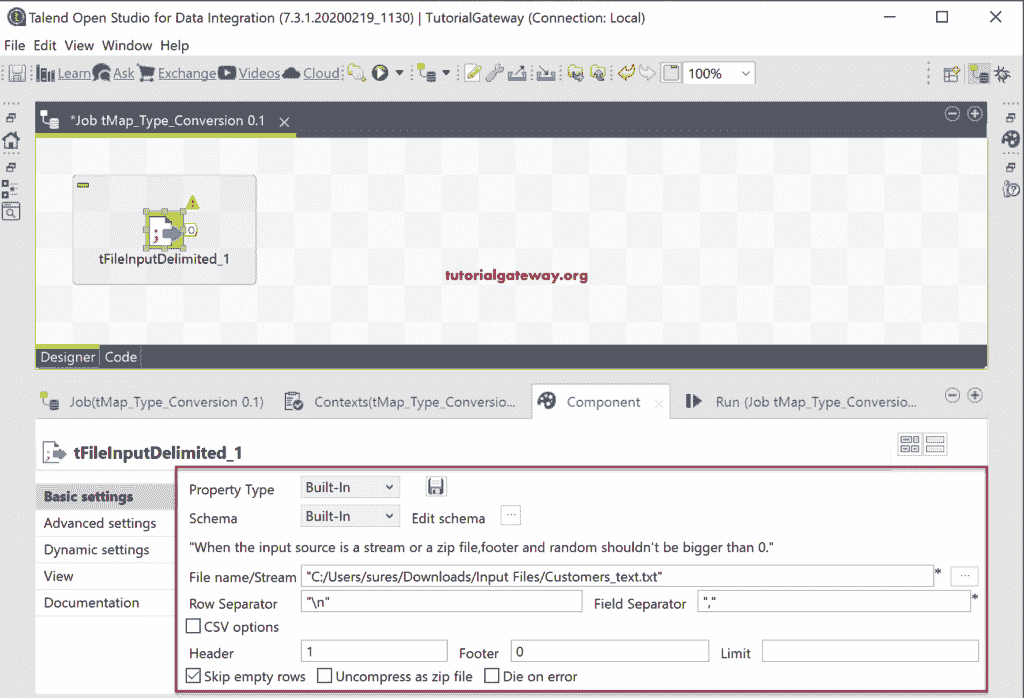 Talend Open Studio for Data Integration (7.3.1.20200219_1130) | TutorialGateway (Connection: Local)
File Edit View Window Help
Learn Ask Exchange Videos Cloud 100%
*Job tMap_Type_Conversion 0.1
tFileInputDelimited_1
tutorialgateway.org
Designer Code
Job(tMap_Type_Conversion 0.1) Contexts(tMap_Type_Conversio... Component Run (Job tMap_Type_Conversio...
tFileInputDelimited_1
Basic settings
Advanced settings
Dynamic settings
View
Documentation
Property Type Built-In
Schema Built-In Edit schema ...
"When the input source is a stream or a zip file,footer and random shouldn't be bigger than 0."
File name/Stream "C:/Users/sures/Downloads/Input Files/Customers_text.txt" * ...
Row Separator "\n" Field Separator "," *
CSV options
Header 1 Footer 0 Limit
Skip empty rows Uncompress as zip file Die on error